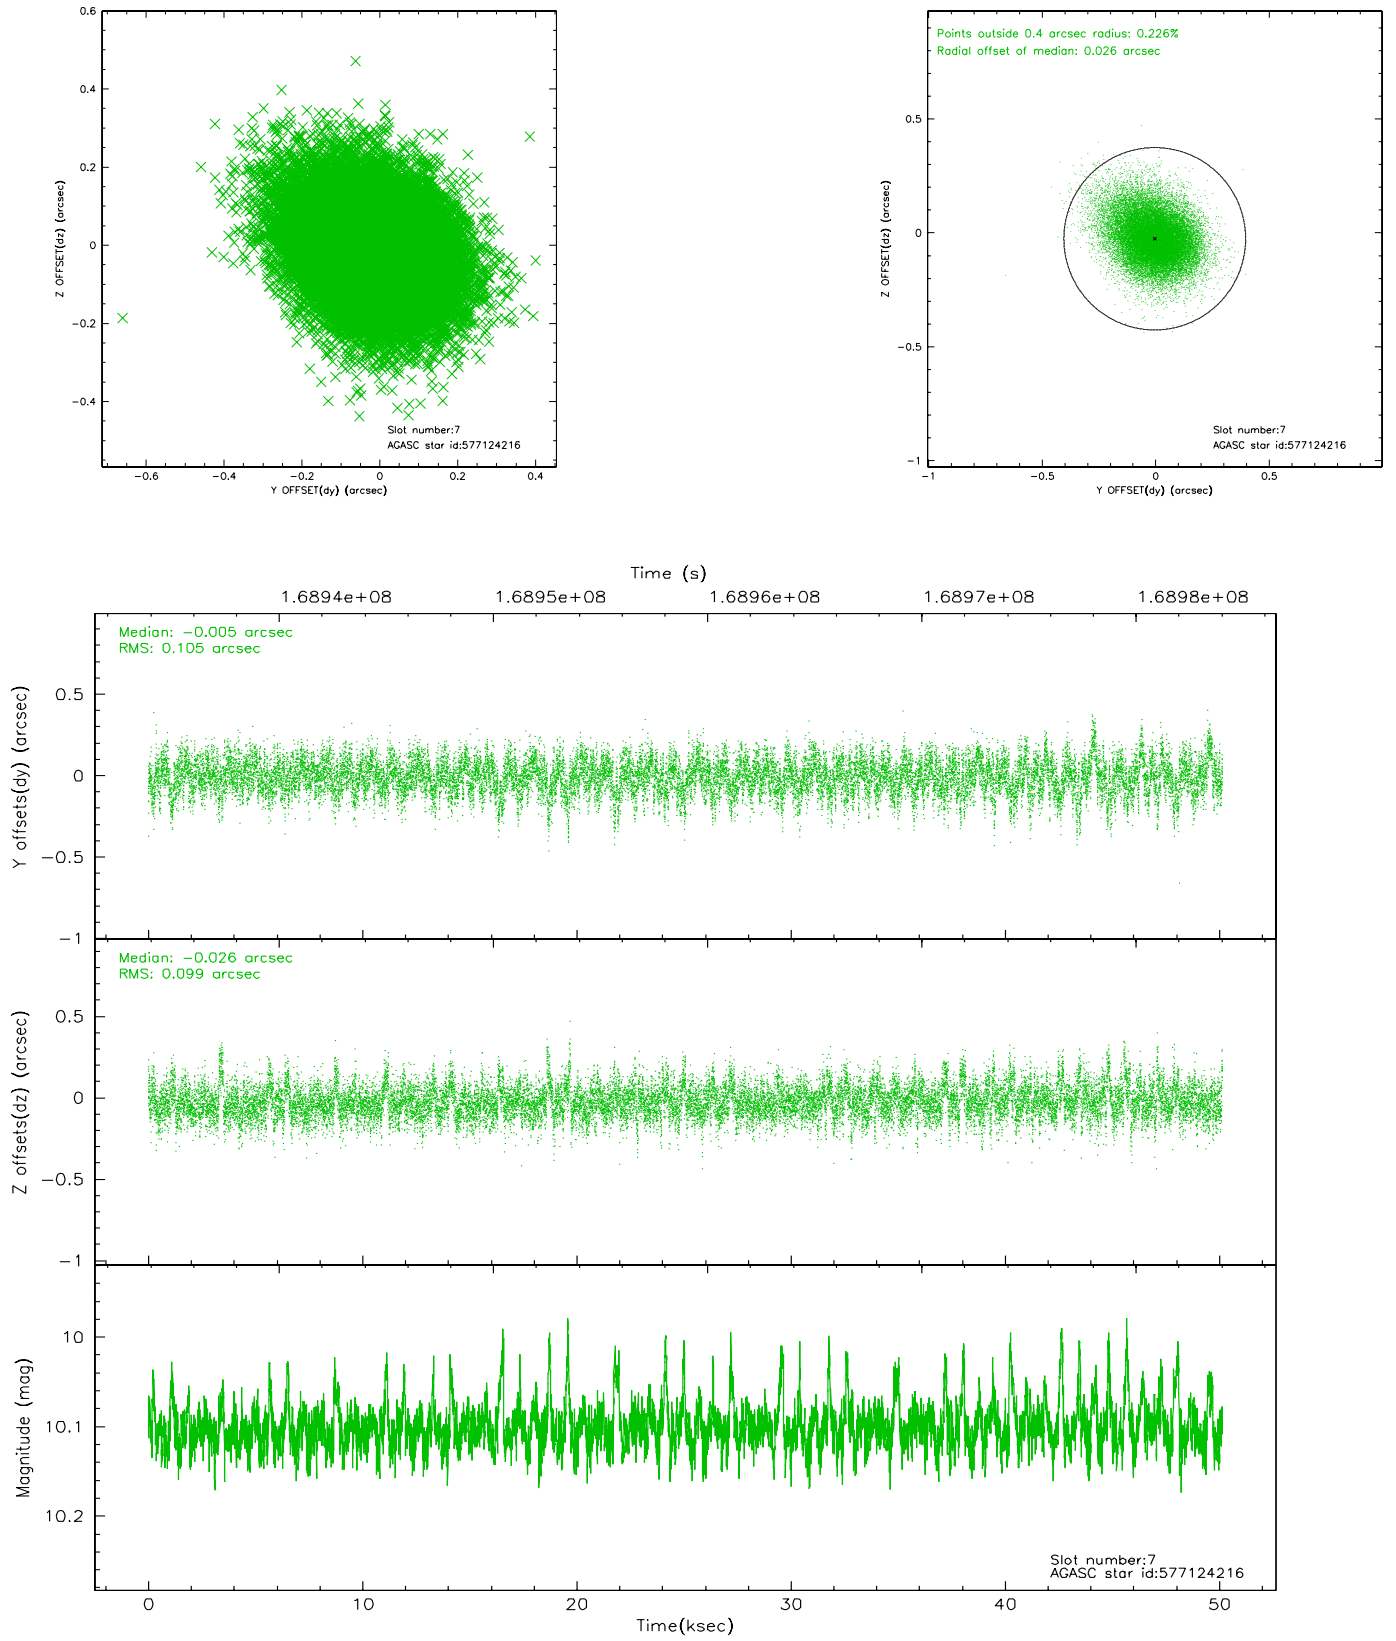 0.6
0.4
0.2
0
−0.2
−0.4
Z OFFSET(dz) (arcsec)
−0.6
−0.4
−0.2
0
0.2
0.4
Y OFFSET(dy) (arcsec)
Slot number:7
AGASC star id:577124216
Points outside 0.4 arcsec radius: 0.226%
Radial offset of median: 0.026 arcsec
0.5
0
−0.5
−1
Z OFFSET(dz) (arcsec)
−1
−0.5
0
0.5
Y OFFSET(dy) (arcsec)
Slot number:7
AGASC star id:577124216
Time (s)
1.6894e+08
1.6895e+08
1.6896e+08
1.6897e+08
1.6898e+08
Median: −0.005 arcsec
RMS: 0.105 arcsec
0.5
0
−0.5
−1
Y offsets(dy) (arcsec)
Median: −0.026 arcsec
RMS: 0.099 arcsec
0.5
0
−0.5
−1
Z offsets(dz) (arcsec)
10
10.1
10.2
Magnitude (mag)
Slot number:7
AGASC star id:577124216
0
10
20
30
40
50
Time(ksec)